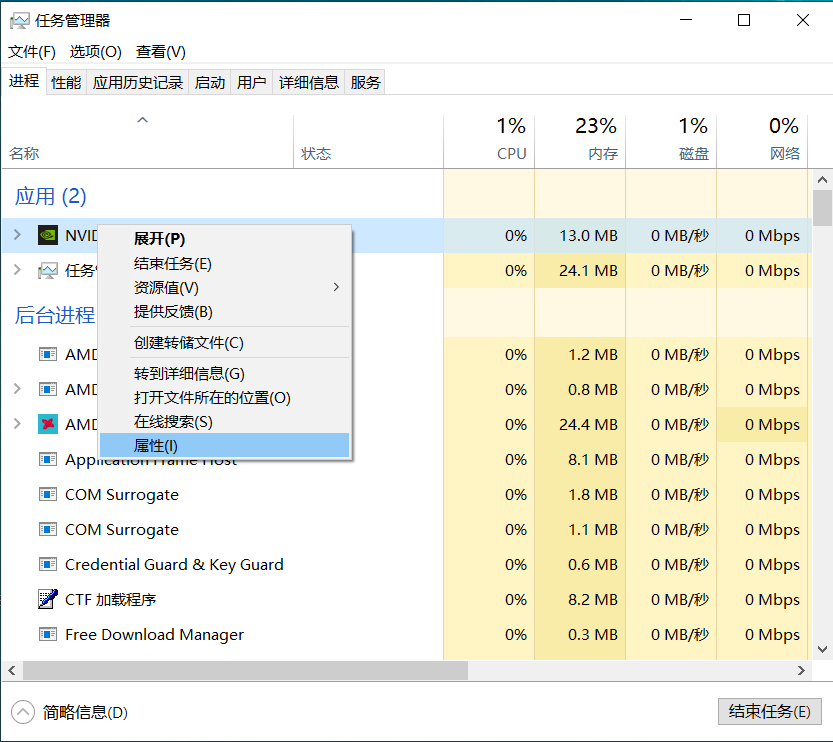 任务管理器
文件(F) 选项(O) 查看(V)
进程 性能 应用历史记录 启动 用户 详细信息 服务
1% 23% 1% 0%
名称 状态 CPU 内存 磁盘 网络
应用 (2)
NVID 0% 13.0 MB 0 MB/秒 0 Mbps
展开(P)
结束任务(E)
任务 0% 24.1 MB 0 MB/秒 0 Mbps
资源值(V)
提供反馈(B)
后台进程
创建转储文件(C)
AMD 0% 1.2 MB 0 MB/秒 0 Mbps
转到详细信息(G)
AMD 0% 0.8 MB 0 MB/秒 0 Mbps
打开文件所在的位置(O)
在线搜索(S)
AMD 0% 24.4 MB 0 MB/秒 0 Mbps
属性(I)
Application Frame Host 0% 8.1 MB 0 MB/秒 0 Mbps
COM Surrogate 0% 1.8 MB 0 MB/秒 0 Mbps
COM Surrogate 0% 1.1 MB 0 MB/秒 0 Mbps
Credential Guard & Key Guard 0% 0.6 MB 0 MB/秒 0 Mbps
CTF 加载程序 0% 8.2 MB 0 MB/秒 0 Mbps
Free Download Manager 0% 0.3 MB 0 MB/秒 0 Mbps
简略信息(D) 结束任务(E)